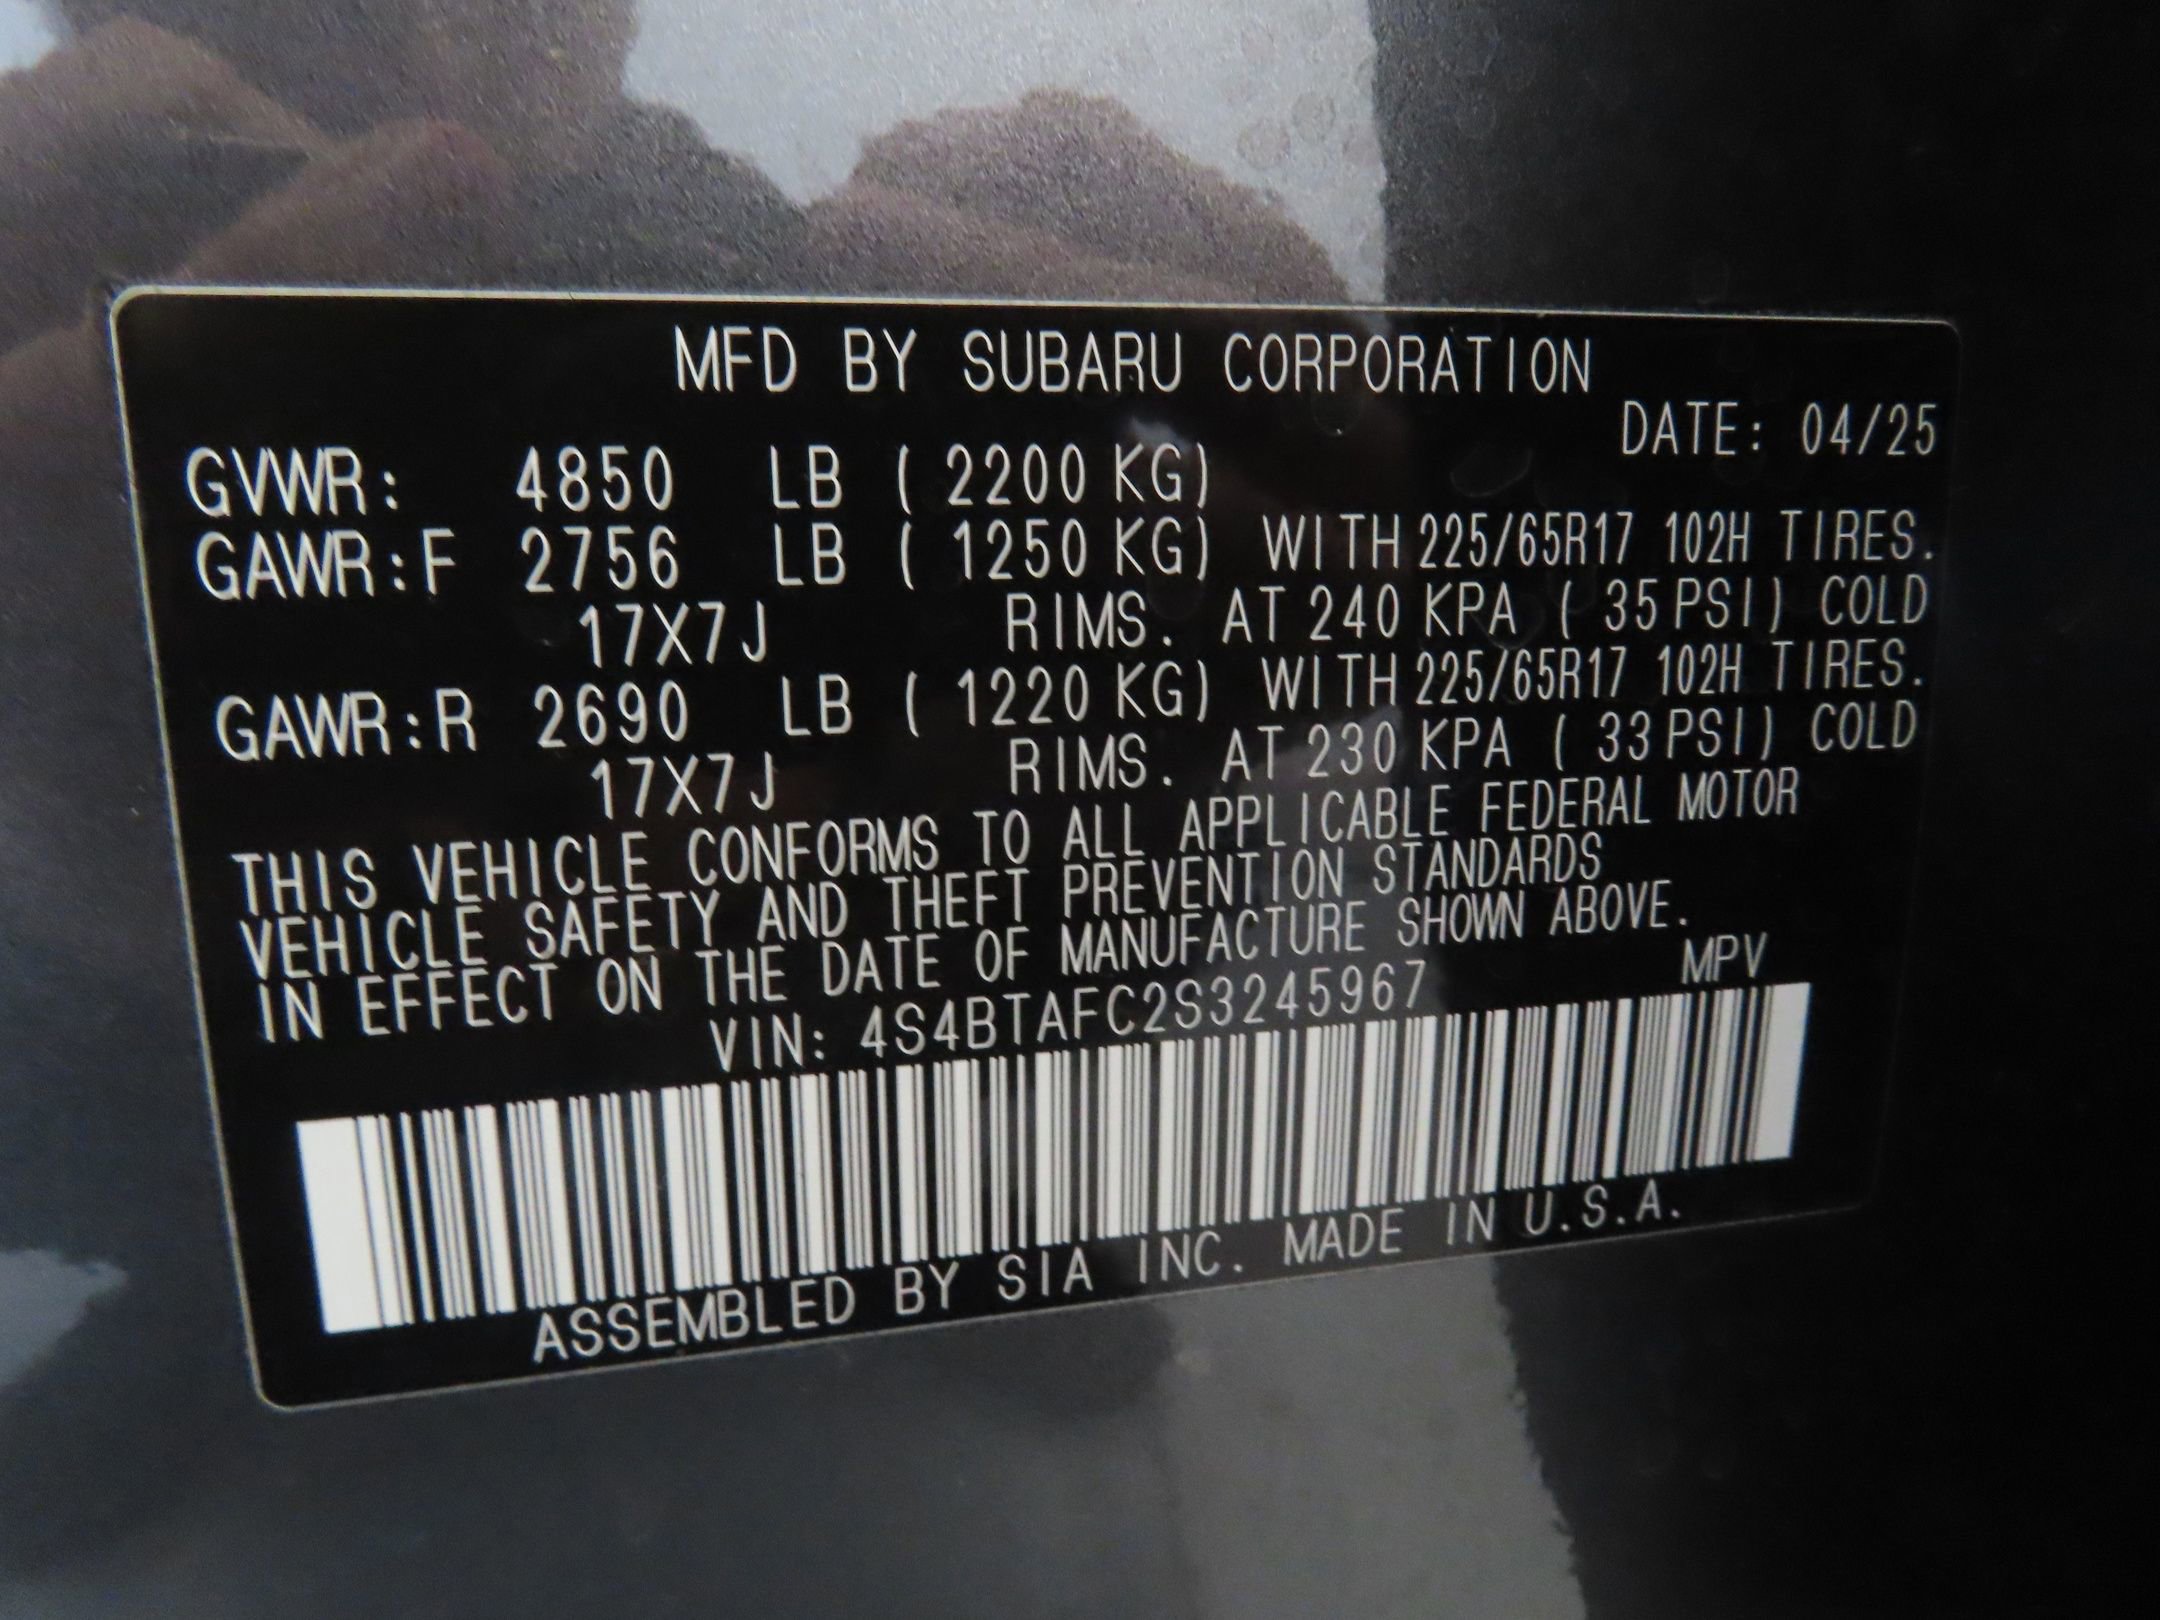 MFD BY SUBARU CORPORATION
DATE: 04/25
GVWR: 4850 LB ( 2200 KG)
GAWR:F 2756 LB ( 1250 KG) WITH 225/65R17 102H TIRES.
17X7J RIMS. AT 240 KPA ( 35 PSI) COLD
GAWR:R 2690 LB ( 1220 KG) WITH 225/65R17 102H TIRES.
17X7J RIMS. AT 230 KPA ( 33 PSI) COLD
THIS VEHICLE CONFORMS TO ALL APPLICABLE FEDERAL MOTOR
VEHICLE SAFETY AND THEFT PREVENTION STANDARDS
IN EFFECT ON THE DATE OF MANUFACTURE SHOWN ABOVE.
VIN: 4S4BTAFC2S3245967 MPV
ASSEMBLED BY SIA INC. MADE IN U.S.A.